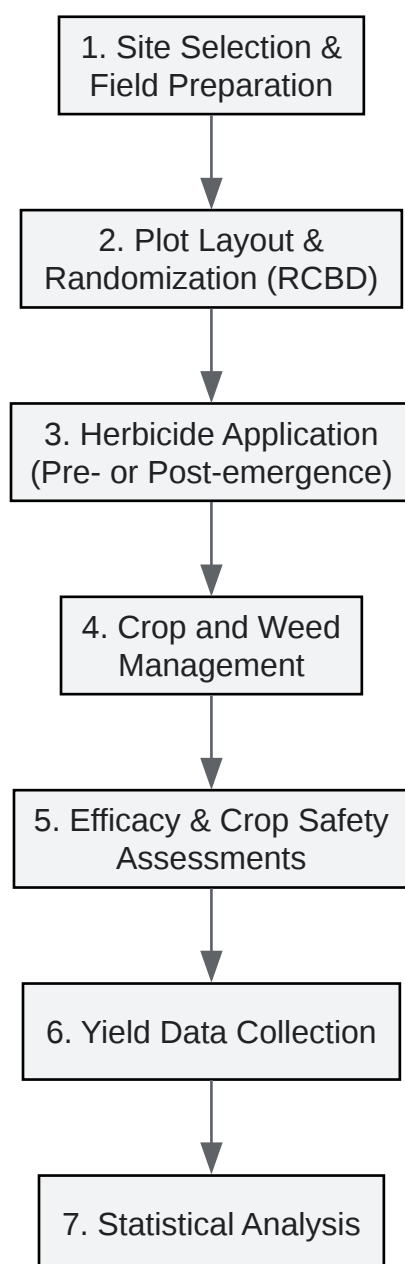 1. Site Selection &
Field Preparation
2. Plot Layout &
Randomization (RCBD)
3. Herbicide Application
(Pre- or Post-emergence)
4. Crop and Weed
Management
5. Efficacy & Crop Safety
Assessments
6. Yield Data Collection
7. Statistical Analysis